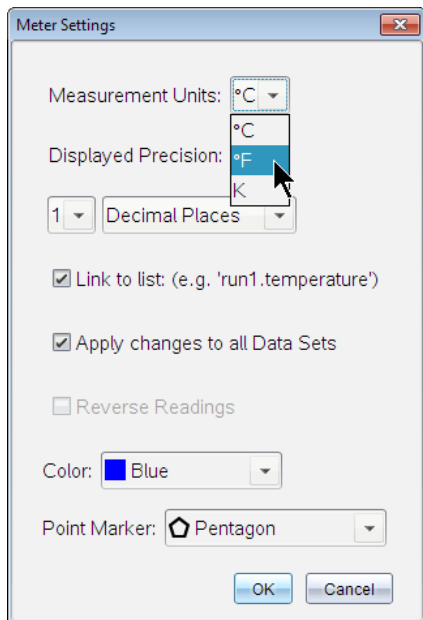 Meter Settings
Measurement Units: °C
°C
Displayed Precision: °F
K
1 Decimal Places
Link to list: (e.g. 'run1.temperature')
Apply changes to all Data Sets
Reverse Readings
Color: Blue
Point Marker: Pentagon
OK Cancel